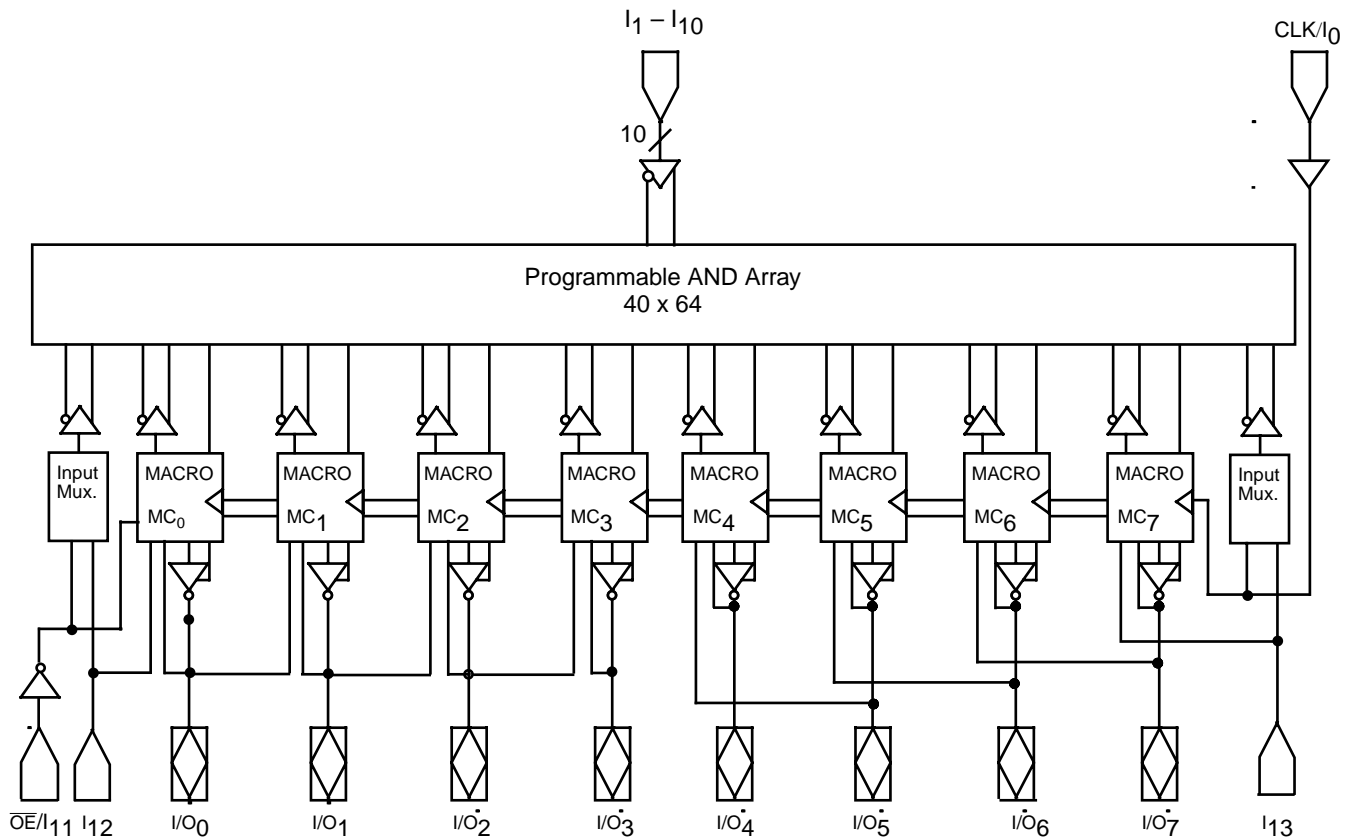 I1 – I10
CLK/I0
10
Programmable AND Array
40 x 64
Input
Mux.
MACRO
MC0
MACRO
MC1
MACRO
MC2
MACRO
MC3
MACRO
MC4
MACRO
MC5
MACRO
MC6
MACRO
MC7
Input
Mux.
OE/I11
I12
I/O0
I/O1
I/O2
I/O3
I/O4
I/O5
I/O6
I/O7
I13